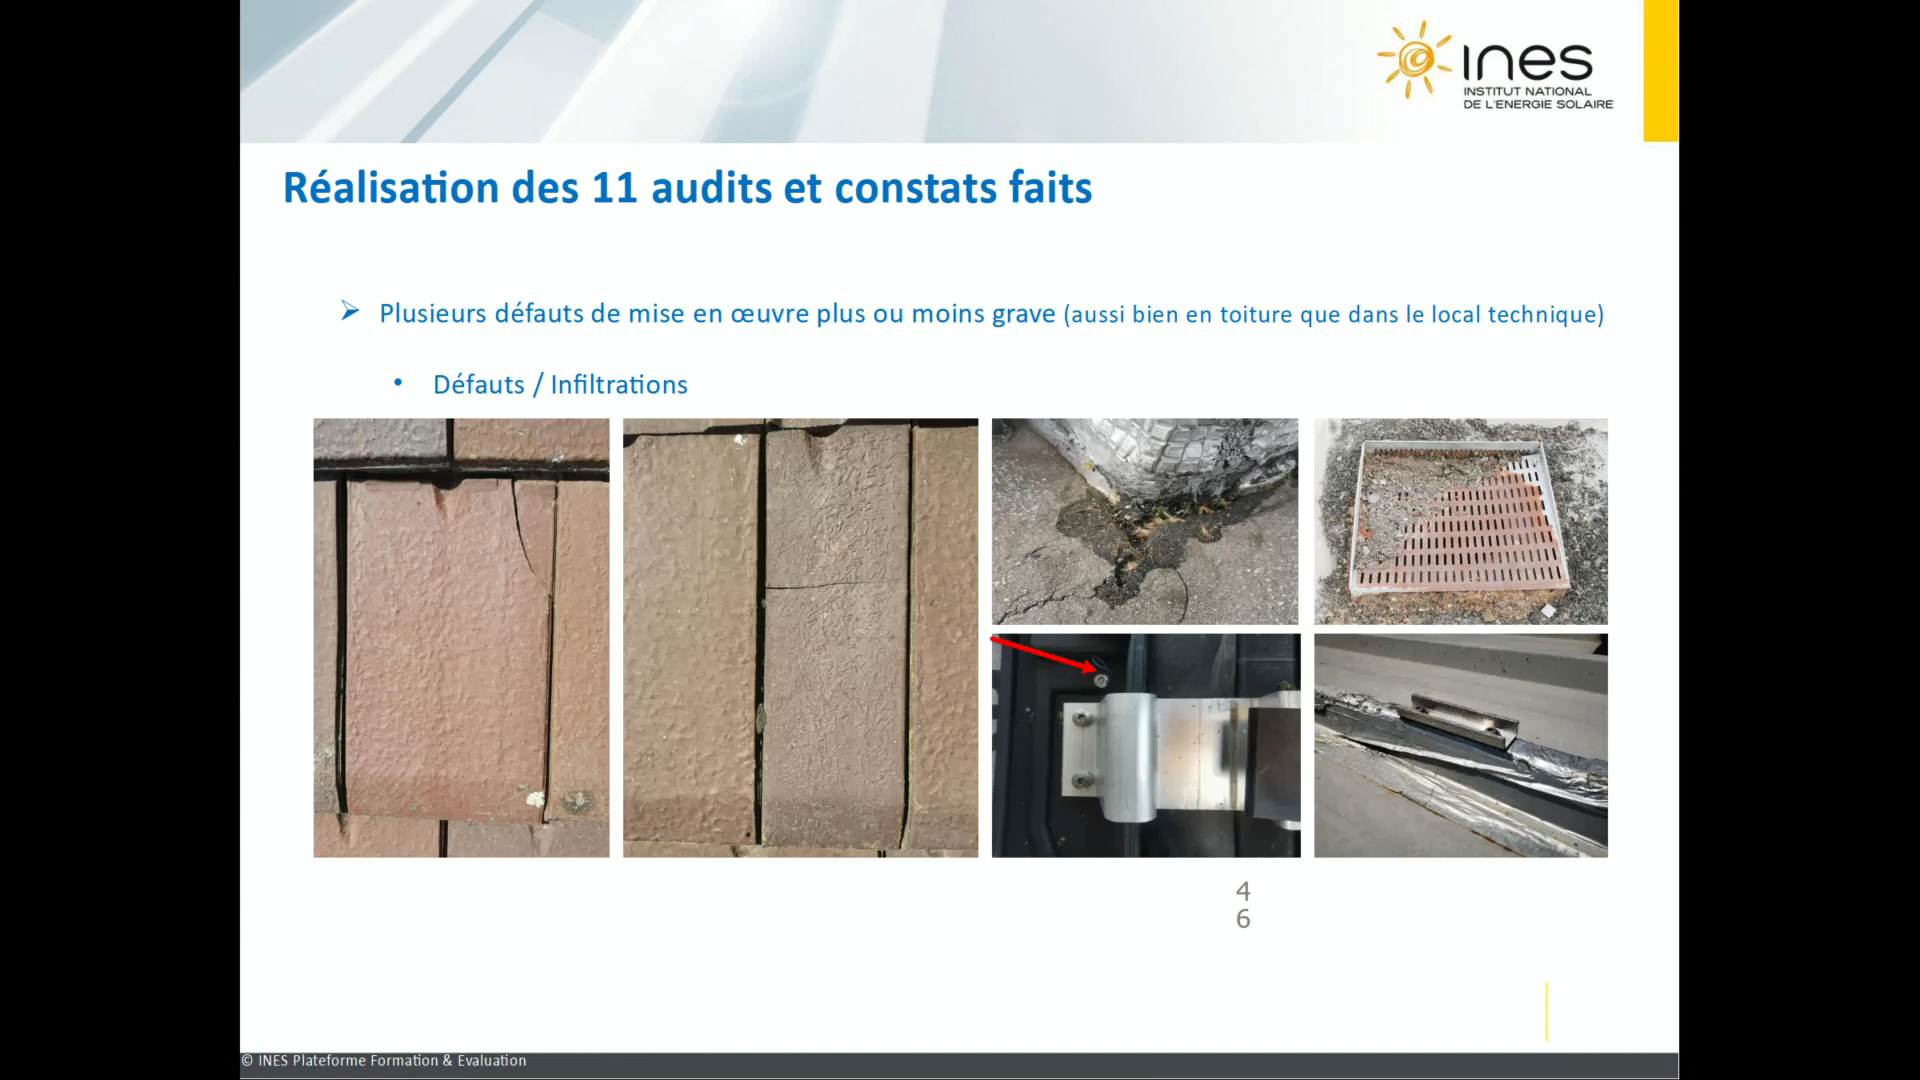 ines
INSTITUT NATIONAL
DE L'ENERGIE SOLAIRE
Réalisation des 11 audits et constats faits
Plusieurs défauts de mise en œuvre plus ou moins grave (aussi bien en toiture que dans le local technique)
Défauts / Infiltrations
4
6
© INES Plateforme Formation & Evaluation